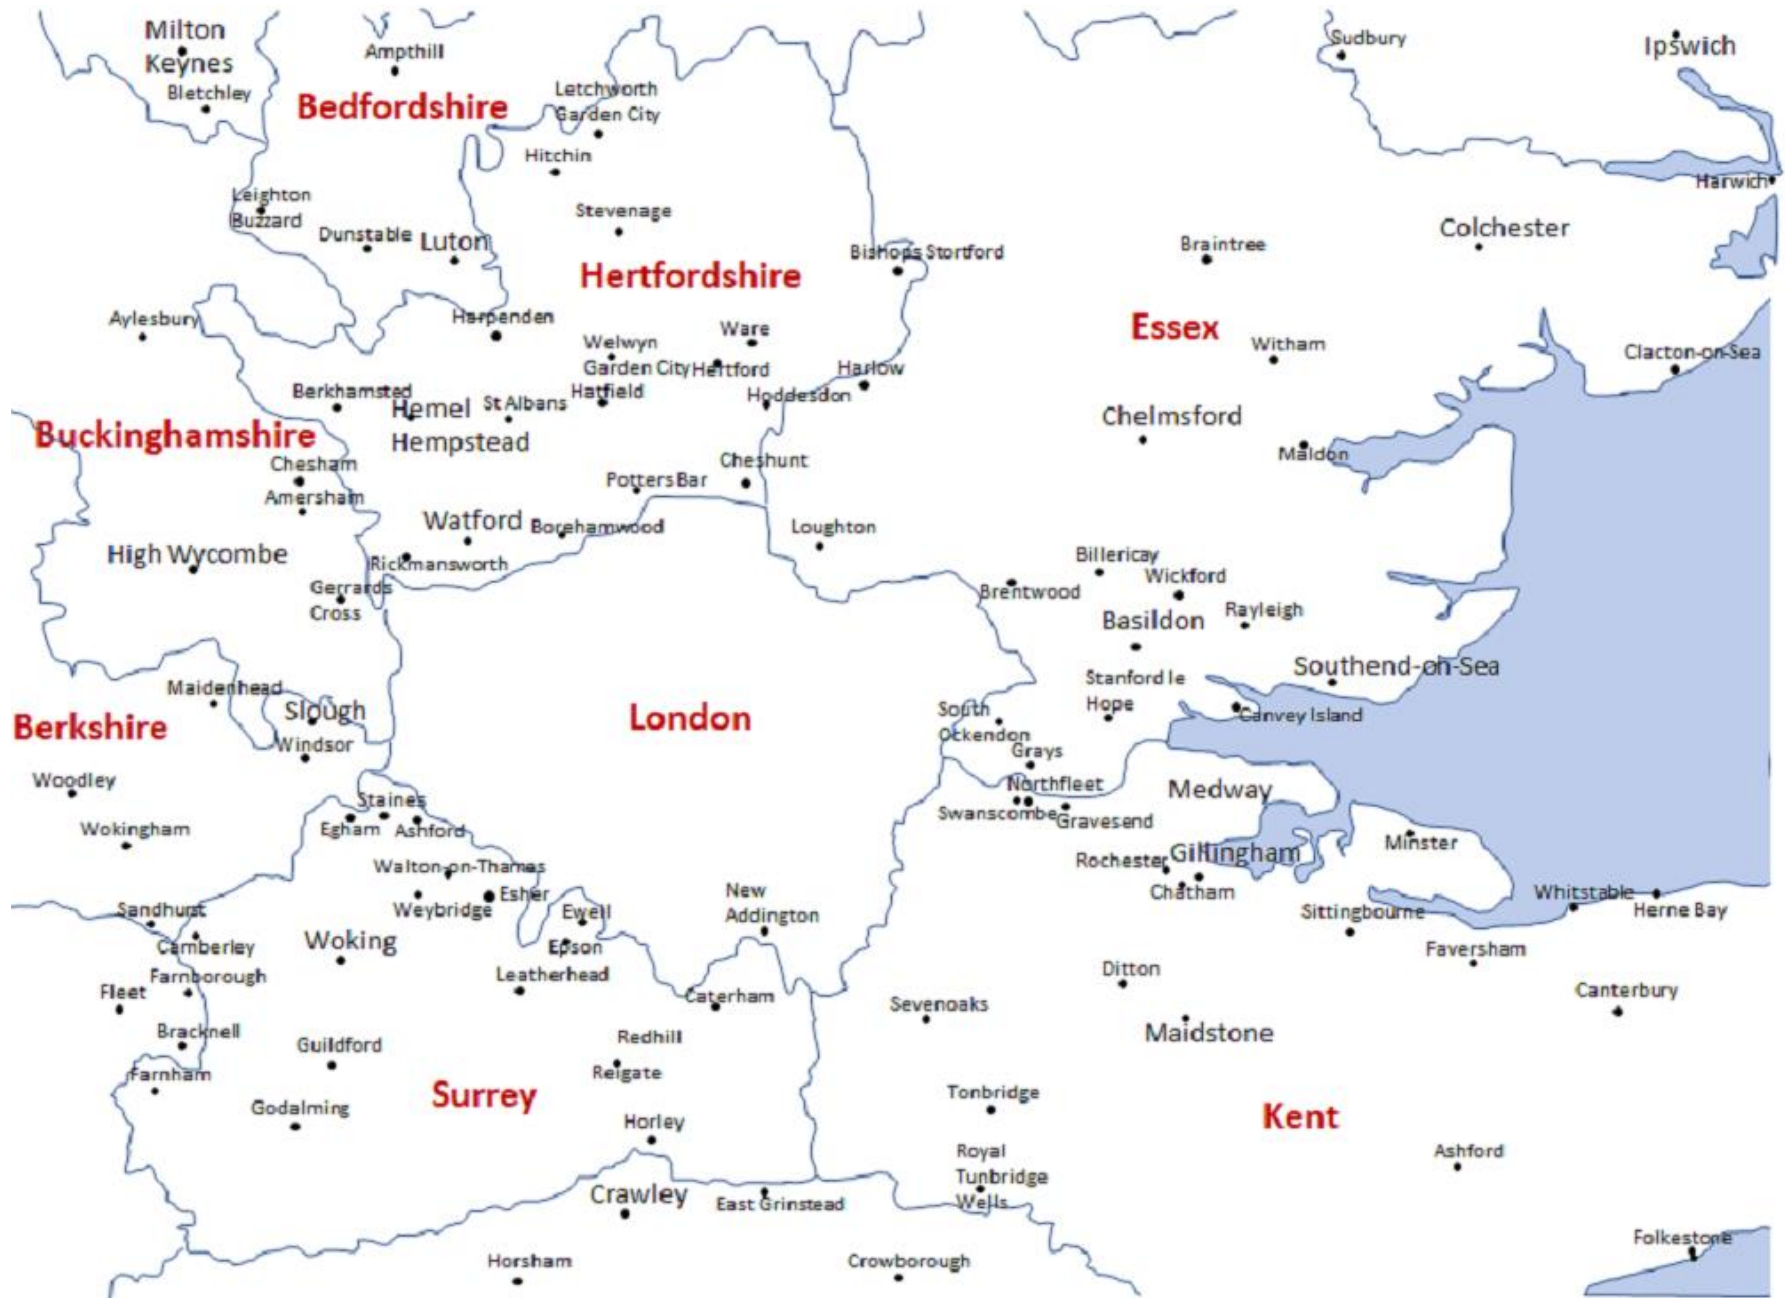 Milton
Keynes
Bletchley
Ampthill
Bedfordshire
Letchworth
Garden City
Hitchin
Sudbury
Ipswich
Harwich
Leighton
Buzzard
Dunstable
Luton
Stevenage
Hertfordshire
Bishops Stortford
Braintree
Colchester
Essex
Aylesbury
Harpenden
Welwyn
Garden City
Ware
Hertford
Harlow
Witham
Clacton-on-Sea
Berkhamsted
Hemel
Hempstead
St Albans
Hatfield
Hoddesdon
Chelmsford
Maldon
Buckinghamshire
Chesham
Amersham
Potters Bar
Cheshunt
Watford
Borehamwood
Loughton
High Wycombe
Rickmansworth
Gerrards
Cross
Billericay
Brentwood
Wickford
Basildon
Rayleigh
Southend-on-Sea
Stanford le
Hope
Canvey Island
Maidenhead
Slough
Windsor
Berkshire
London
South
Ockendon
Grays
Woodley
Wokingham
Staines
Egham
Ashford
Northfleet
Swanscombe
Gravesend
Medway
Minster
Rochester
Gillingham
Chatham
Walton-on-Thames
Weybridge
Esher
Ewell
Epson
New
Addington
Sittingbourne
Whitstable
Herne Bay
Sandhurst
Camberley
Woking
Farnborough
Fleet
Leatherhead
Caterham
Sevenoaks
Ditton
Faversham
Canterbury
Maidstone
Bracknell
Guildford
Redhill
Reigate
Farnham
Godalming
Surrey
Horley
Tonbridge
Kent
Royal
Tunbridge
Wells
Ashford
Crawley
East Grinstead
Horsham
Crowborough
Folkestone